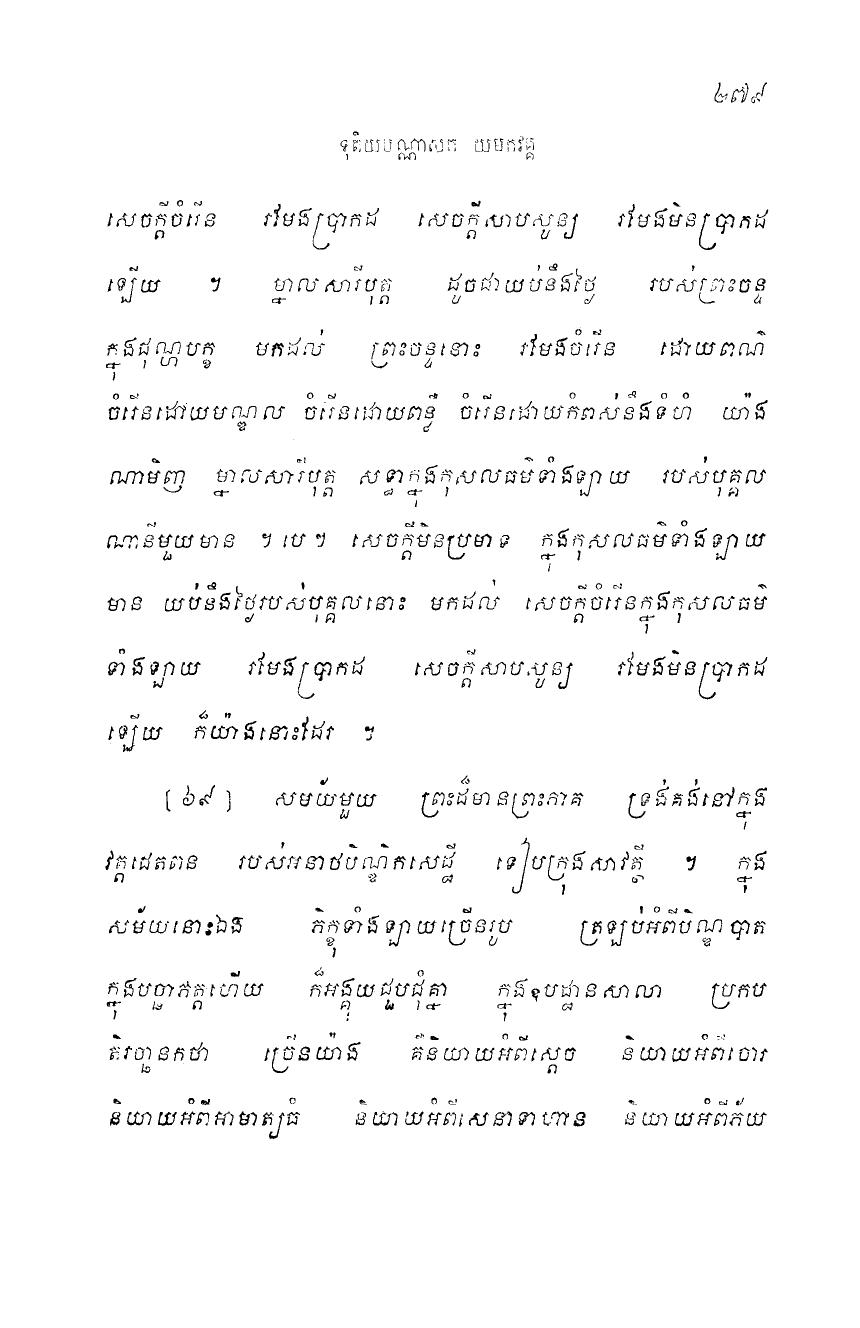 ២៧៩
ទុតិយបណ្ណាសក យមកវគ្គ
សេចក្តីចំរើន រមែងប្រាកដ សេចក្តីសាបសូន្យ រមែងមិនប្រាកដ
ឡើយ ។ ម្នាលសារីបុត្ត ដូចជាយប់នឹងថ្ងៃ របស់ព្រះចន្ទ
ក្នុងជុណ្ហបក្ខ មកដល់ ព្រះចន្ទនោះ រមែងចំរើន ដោយពណ៌
ចំរើនដោយមណ្ឌល ចំរើនដោយពន្លឺ ចំរើនដោយកំពស់នឹងទំហំ យ៉ាង
ណាមិញ ម្នាលសារីបុត្ត សទ្ធាក្នុងកុសលធម៌ទាំងឡាយ របស់បុគ្គល
ណានីមួយមាន ។ បេ ។ សេចក្តីមិនប្រមាទ ក្នុងកុសលធម៌ទាំងឡាយ
មាន យប់នឹងថ្ងៃរបស់បុគ្គលនោះ មកដល់ សេចក្តីចំរើនក្នុងកុសលធម៌
ទាំងឡាយ រមែងប្រាកដ សេចក្តីសាបសូន្យ រមែងមិនប្រាកដ
ឡើយ ក៏យ៉ាងនោះដែរ ។
[ ៦៩ ] សមយ័មួយ ព្រះដ៏មានព្រះភាគ ទ្រង់គង់នៅក្នុង
វត្តជេតពន របស់អនាថបិណ្ឌិកសេដ្ឋី ទៀបក្រុងសាវត្ថី ។ ក្នុង
សម័យនោះឯង ភិក្ខុទាំងឡាយច្រើនរូប ត្រឡប់អំពីបិណ្ឌបាត
ក្នុងបច្ឆាភត្តហើយ ក៏អង្គុយជួបជុំគ្នា ក្នុងឧបដ្ឋានសាលា ប្រកប
តិរច្ឆានកថា ច្រើនយ៉ាង គឺនិយាយអំពីស្តេច និយាយអំពីចោរ
និយាយអំពីអាមាត្យធំ និយាយអំពីសេនាទាហាន និយាយអំពីភ័យ